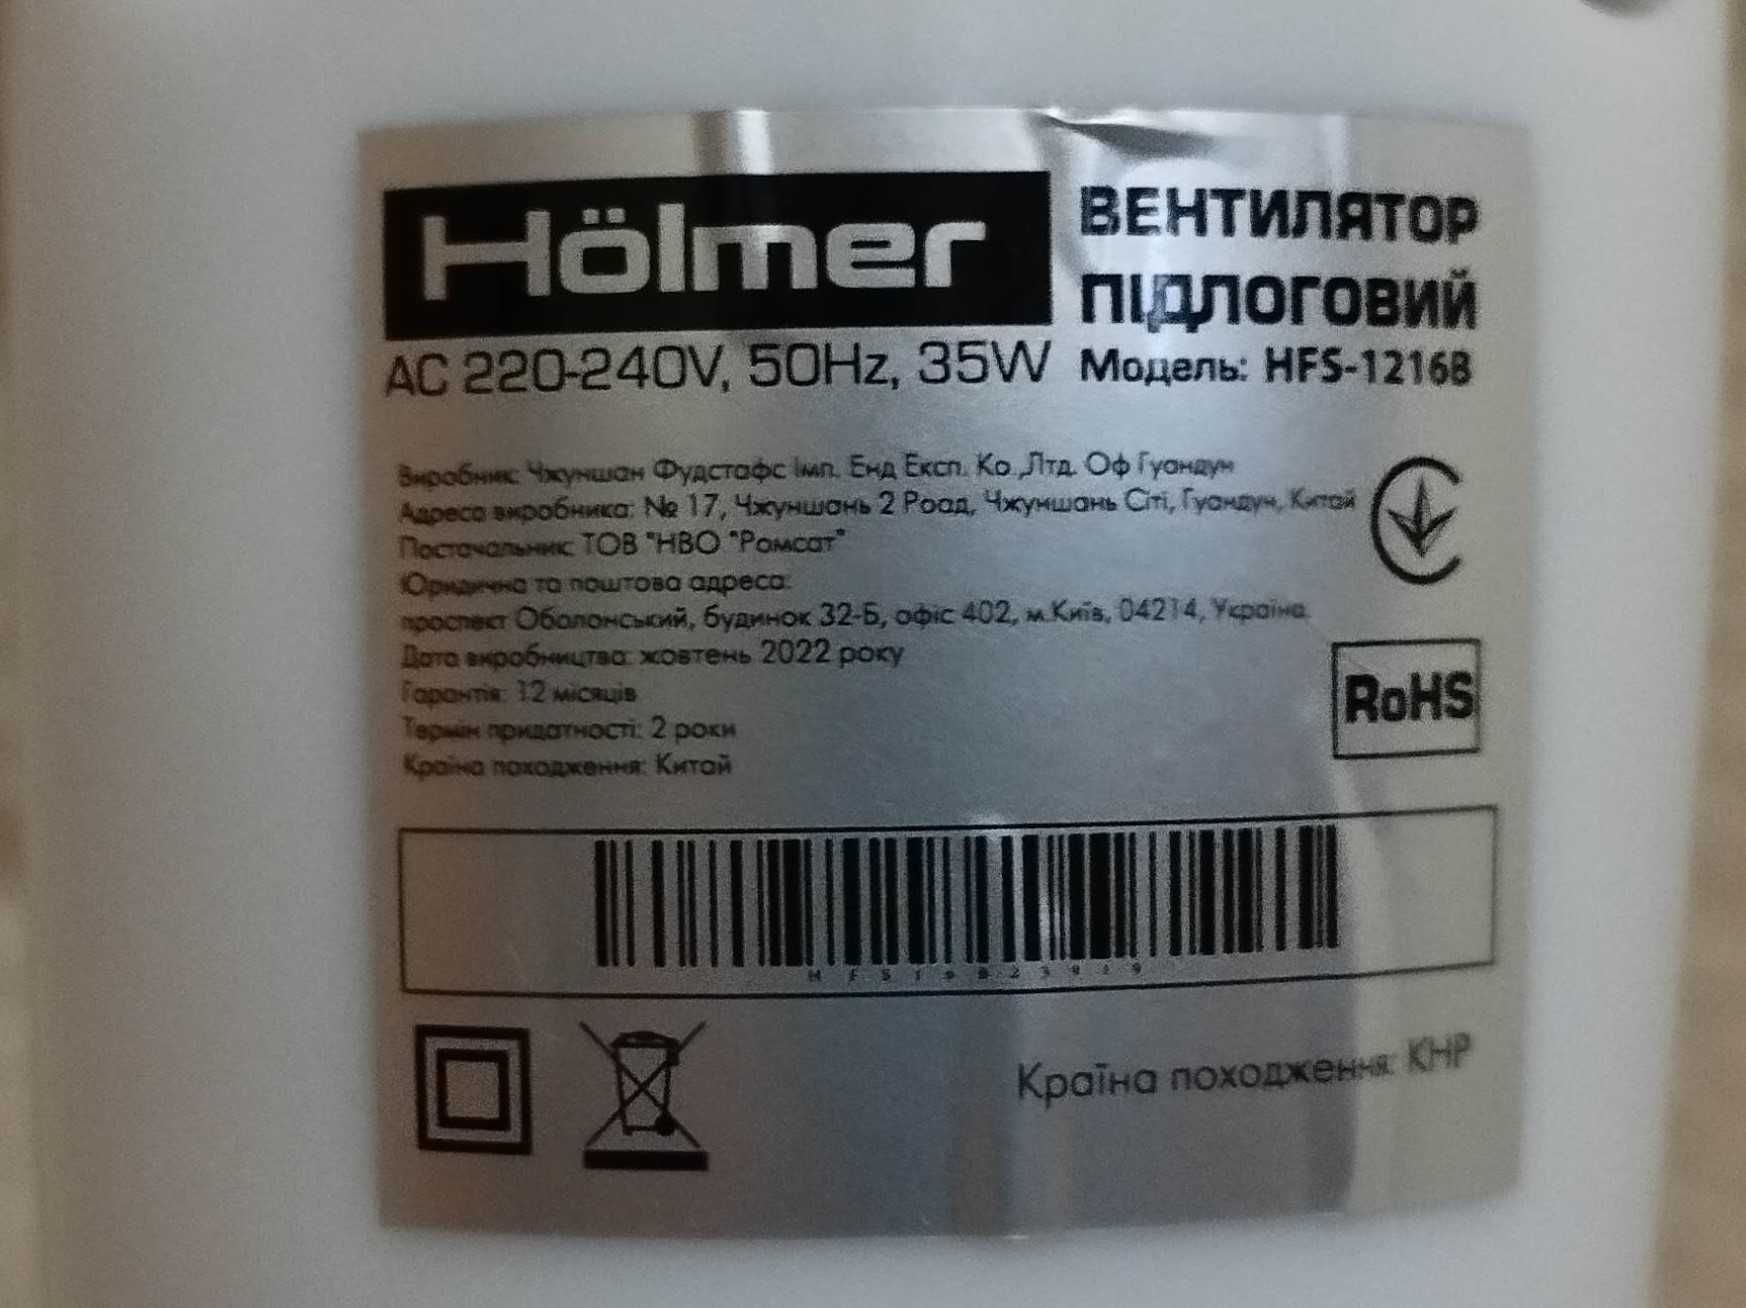 Hölmer
ВЕНТИЛЯТОР
ПІДЛОГОВИЙ
AC 220-240V, 50Hz, 35W
Модель: HFS-1216B
Виробник: Чжуншан Фудстафс Імп. Енд Експ. Ко.,Лтд. Оф Гуандун
Адреса виробника: № 17, Чжуншань 2 Роад, Чжуншань Сіті, Гуандун, Китай
Постачальник: ТОВ "НВО "Ромсат"
Юридична та поштова адреса:
проспект Оболонський, будинок 32-Б, офіс 402, м.Київ, 04214, Україна.
Дата виробництва: жовтень 2022 року
Гарантія: 12 місяців
Термін придатності: 2 роки
Країна походження: Китай
RoHS
Країна походження: КНР